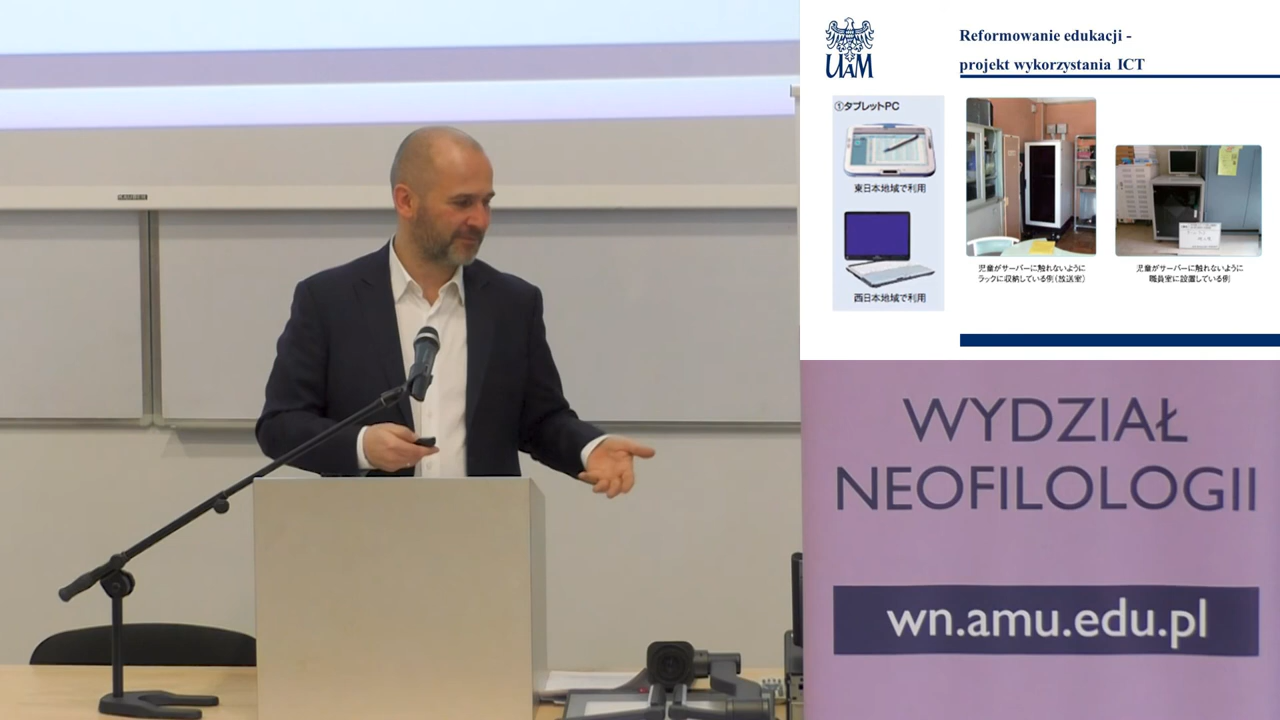 UAM
Reformowanie edukacji -
projekt wykorzystania ICT
①タブレットPC
東日本地域で利用
西日本地域で利用
児童がサーバーに触れないように
ラックに収納している例(放送室)
児童がサーバーに触れないように
職員室に設置している例
WYDZIAŁ
NEOFILOLOGII
wn.amu.edu.pl